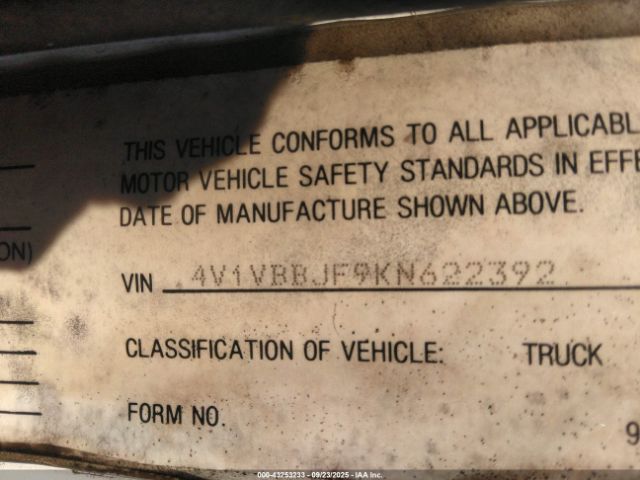 THIS VEHICLE CONFORMS TO ALL APPLICABL
MOTOR VEHICLE SAFETY STANDARDS IN EFFE
DATE OF MANUFACTURE SHOWN ABOVE.
ON)
VIN 4V1VBBJF9KN622392
CLASSIFICATION OF VEHICLE: TRUCK
FORM NO.
9
000-43253233 - 09/23/2025 - IAA Inc.